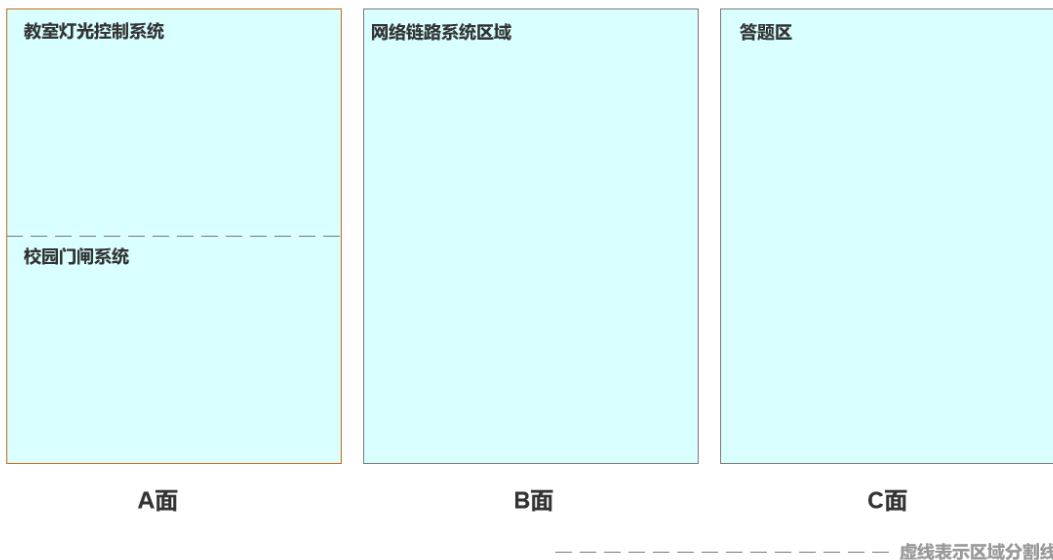 教室灯光控制系统
网络链路系统区域
答题区
校园门闸系统
A面
B面
C面
虚线表示区域分割线